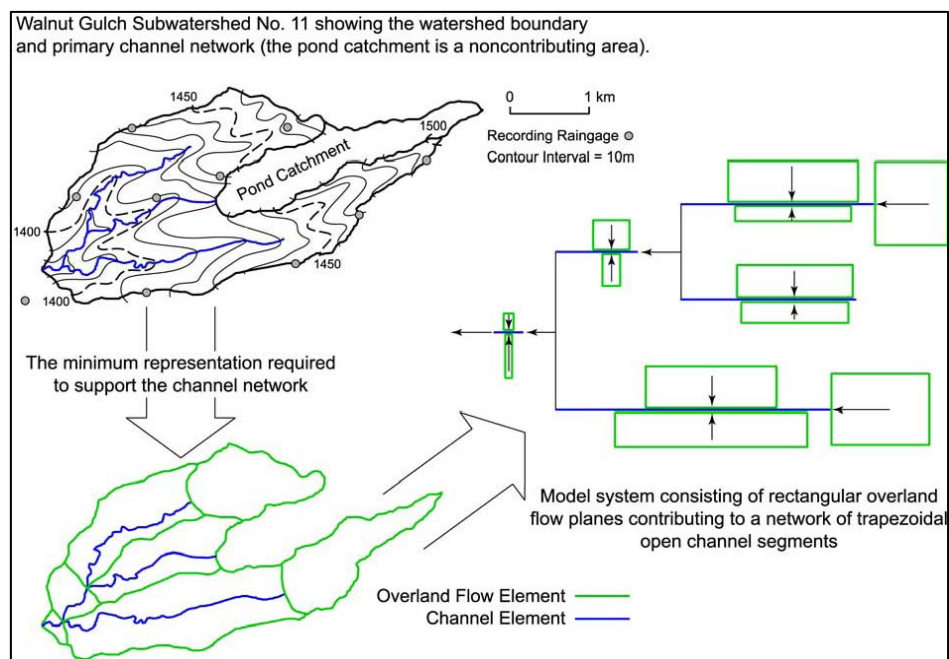 Walnut Gulch Subwatershed No. 11 showing the watershed boundary
and primary channel network (the pond catchment is a noncontributing area).
1450
0 1 km
1500
Recording Raingage
Contour Interval = 10m
Pond Catchment
1400
1450
1400
The minimum representation required
to support the channel network
Model system consisting of rectangular overland
flow planes contributing to a network of trapezoidal
open channel segments
Overland Flow Element
Channel Element